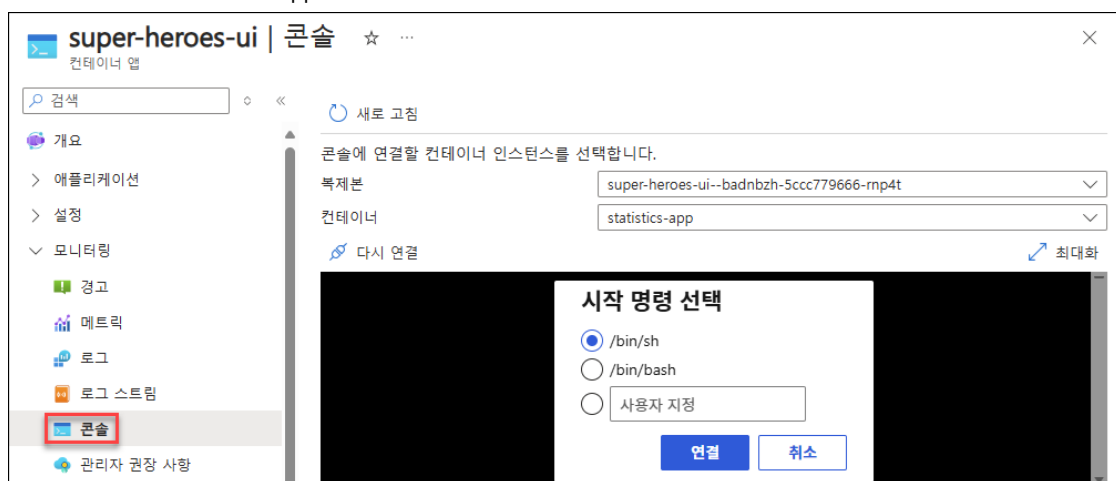 super-heroes-ui | 콘솔
컨테이너 앱
검색
개요
애플리케이션
설정
모니터링
경고
메트릭
로그
로그 스트림
콘솔
관리자 권장 사항
새로 고침
콘솔에 연결할 컨테이너 인스턴스를 선택합니다.
복제본 super-heroes-ui--badnbzh-5ccc779666-rnp4t
컨테이너 statistics-app
다시 연결 최대화
시작 명령 선택
/bin/sh
/bin/bash
사용자 지정
연결 취소